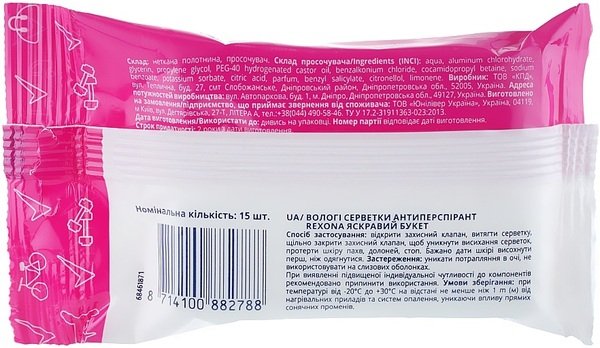 Склад: неткана полотнина, просочувач. Склад просочувача/Ingredients (INCI): aqua, aluminum chlorohydrate,
glycerin, propylene glycol, PEG-40 hydrogenated castor oil, benzalkonium chloride, cocamidopropyl betaine, sodium
benzoate, potassium sorbate, citric acid, parfum, benzyl salicylate, citronellol, limonene. Виробник: ТОВ «КПД»,
вул. Теплична, буд. 27, смт Слобожанське, Дніпровський район, Дніпропетровська обл., 52005, Україна. Адреса
потужностей виробництва: вул. Автопаркова, буд. 1, м. Дніпро, Дніпропетровська обл., 49127, Україна. Виготовлено
на замовлення/підприємство, що приймає звернення від споживача: ТОВ «Юнілівер Україна», Україна, 04119,
м. Київ, вул. Дегтярівська, 27-Т, ЛІТЕРА А, тел.:+38(044) 490-58-46. ТУ У 17.2-31911363-023:2013.
Дата виготовлення/Використати до: дивись на упаковці. Номер партії відповідає даті виготовлення.
Строк придатності: 2 роки з дати виготовлення
Номінальна кількість: 15 шт.
68461871
8 714100 882788
UA/ ВОЛОГІ СЕРВЕТКИ АНТИПЕРСПІРАНТ
REXONA ЯСКРАВИЙ БУКЕТ
Спосіб застосування: відкрити захисний клапан, витягти серветку,
щільно закрити захисний клапан, щоб уникнути висихання серветок,
протерти шкіру пахв, долоней, стоп. Бажано дати шкірі висохнути
перш, ніж одягнутися. Застереження: уникати потрапляння в очі, не
використовувати на слизових оболонках.
При виявленні підвищеної індивідуальної чутливості до компонентів
рекомендовано припинити використання. Умови зберігання: при
температурі від -20°С до +30°С на відстані не менше ніж 1 m (м) від
нагрівальних приладів та систем опалення, уникаючи впливу прямих
сонячних променів.